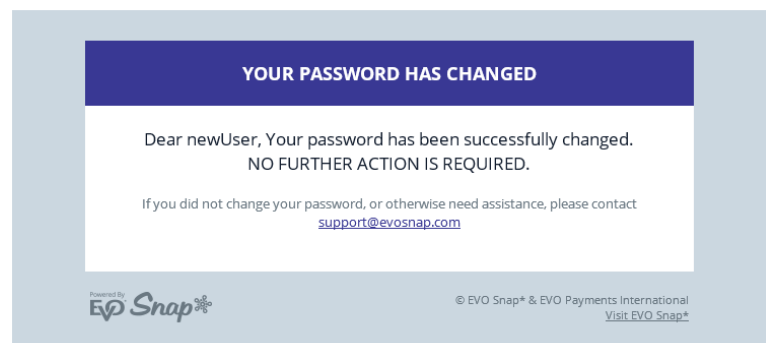 YOUR PASSWORD HAS CHANGED
Dear newUser, Your password has been successfully changed.
NO FURTHER ACTION IS REQUIRED.
If you did not change your password, or otherwise need assistance, please contact
support@evosnap.com
Powered By
EVO Snap*
© EVO Snap* & EVO Payments International
Visit EVO Snap*